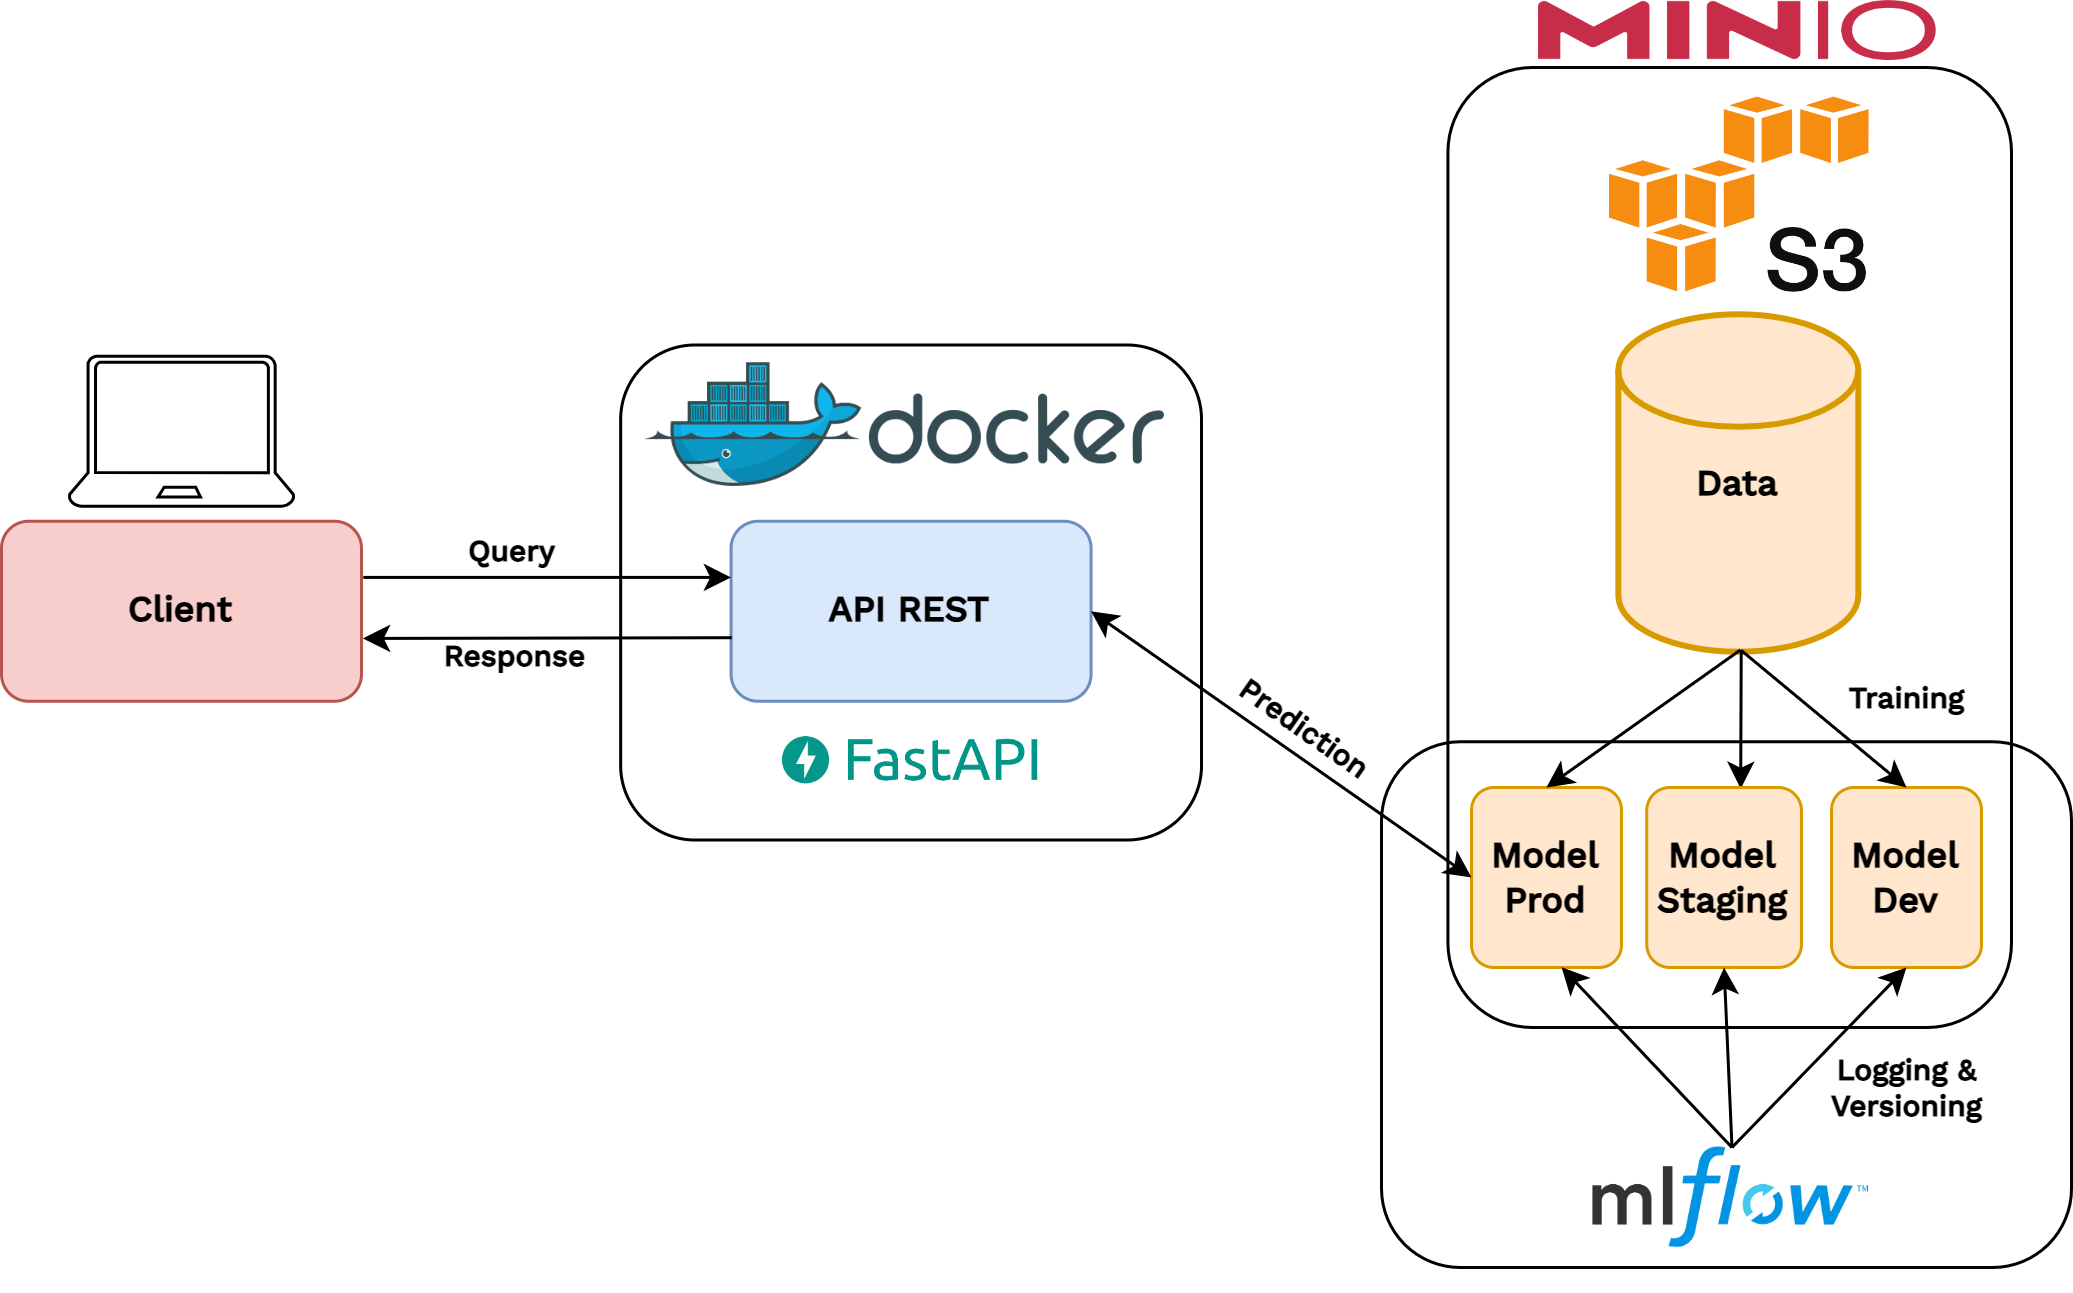 MINIO
S3
Data
docker
Client
Query
Response
API REST
FastAPI
Prediction
Training
Model
Prod
Model
Staging
Model
Dev
Logging &
Versioning
mlflow™